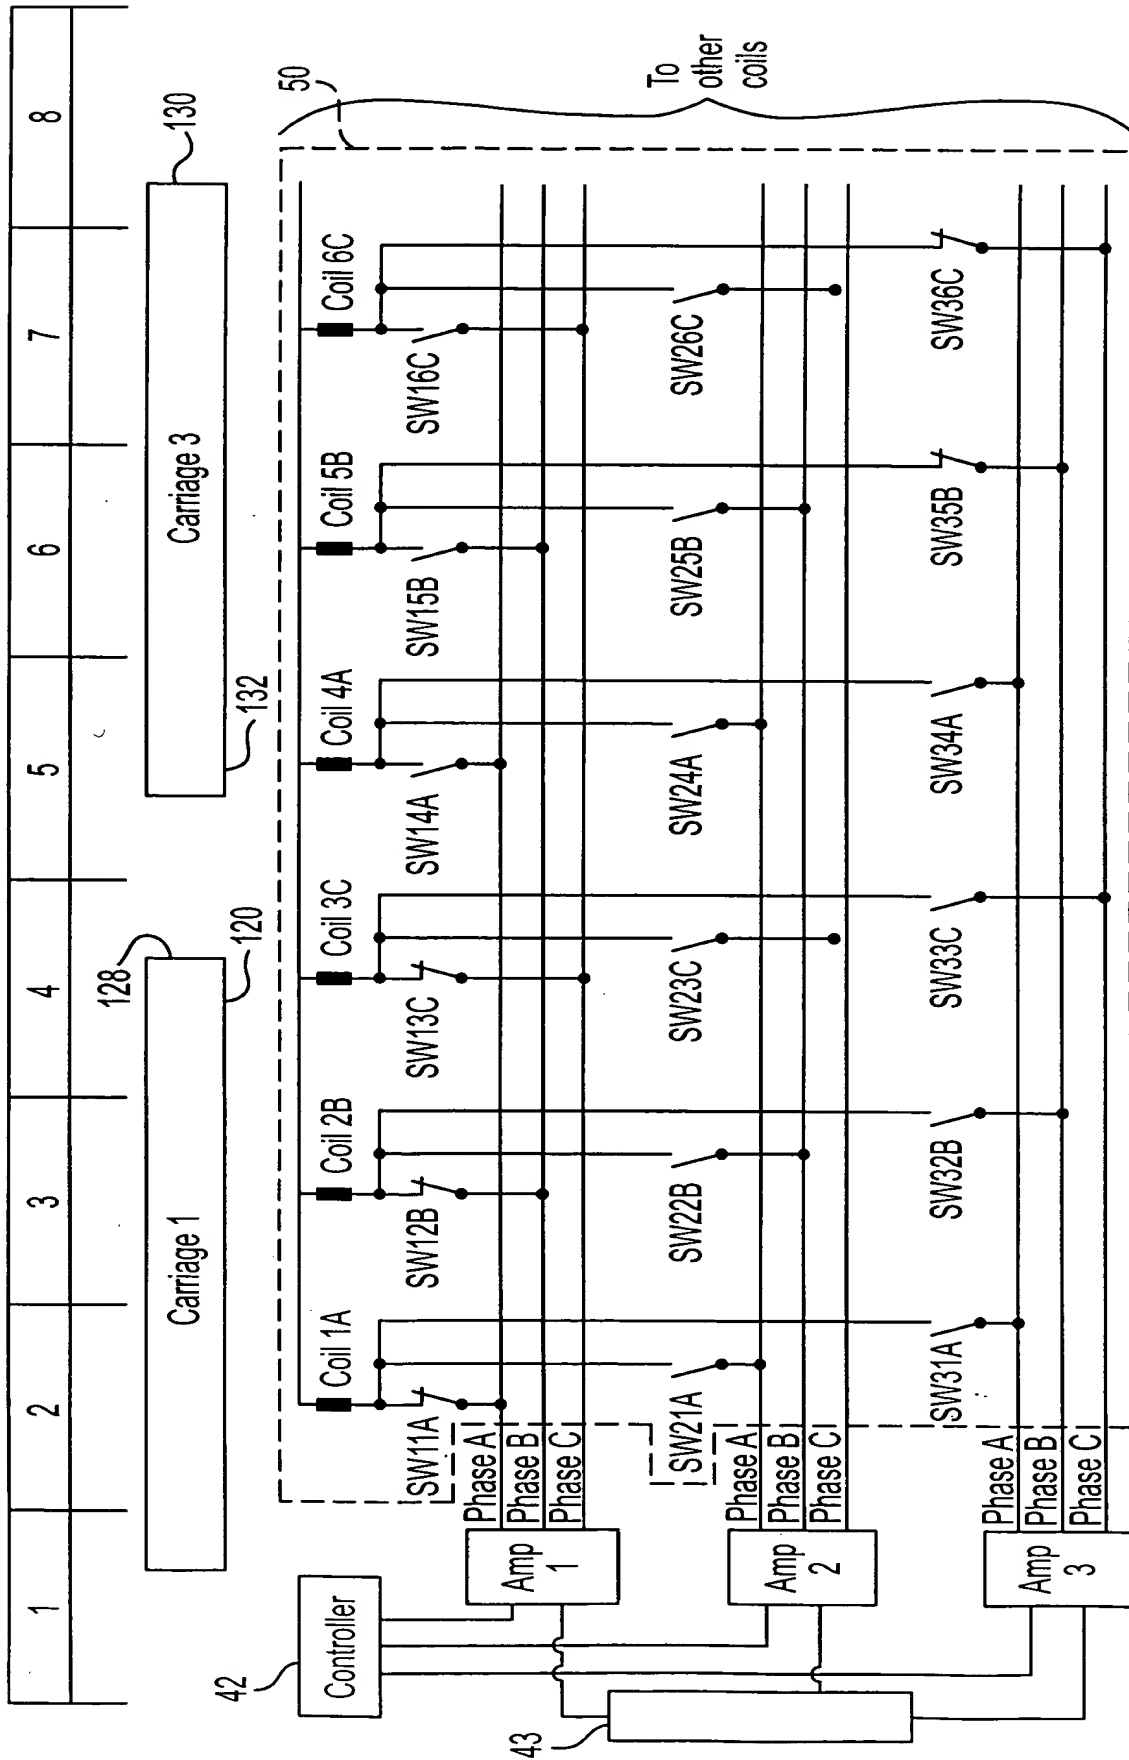 1 2 3 4 5 6 7 8
Carriage 1
128
120
Carriage 3
132
130
50
To
other
coils
42
Controller
43
Coil 1A
Coil 2B
Coil 3C
Coil 4A
Coil 5B
Coil 6C
SW11A
SW12B
SW13C
SW14A
SW15B
SW16C
Amp
1
Phase A
Phase B
Phase C
SW21A
SW22B
SW23C
SW24A
SW25B
SW26C
Amp
2
Phase A
Phase B
Phase C
SW31A
SW32B
SW33C
SW34A
SW35B
SW36C
Amp
3
Phase A
Phase B
Phase C